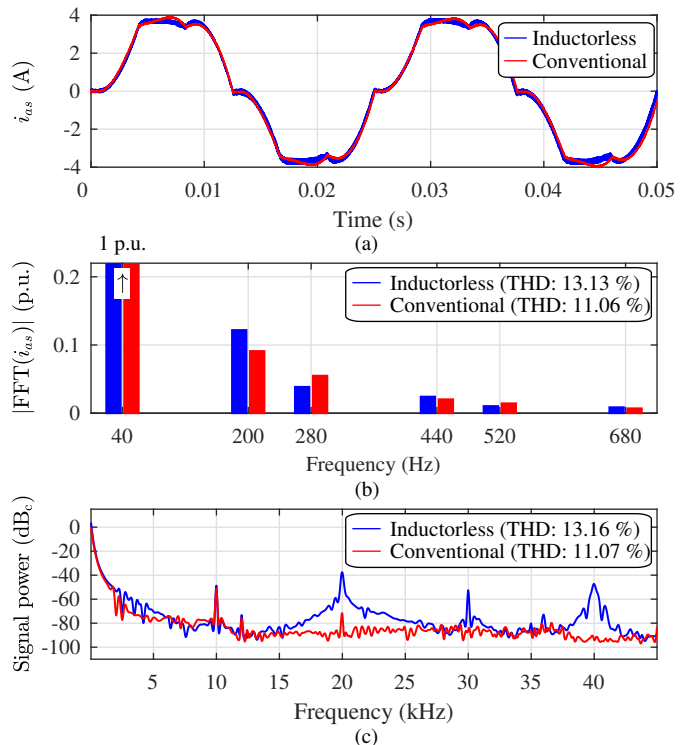 4
2
0
-2
-4
i_as (A)
Inductorless
Conventional
0
0.01
0.02
0.03
0.04
0.05
Time (s)
(a)
1 p.u.
0.2
0.1
0
|FFT(i_as)| (p.u.)
↑
Inductorless (THD: 13.13 %)
Conventional (THD: 11.06 %)
40
200
280
440
520
680
Frequency (Hz)
(b)
0
-20
-40
-60
-80
-100
Signal power (dB_c)
Inductorless (THD: 13.16 %)
Conventional (THD: 11.07 %)
5
10
15
20
25
30
35
40
Frequency (kHz)
(c)